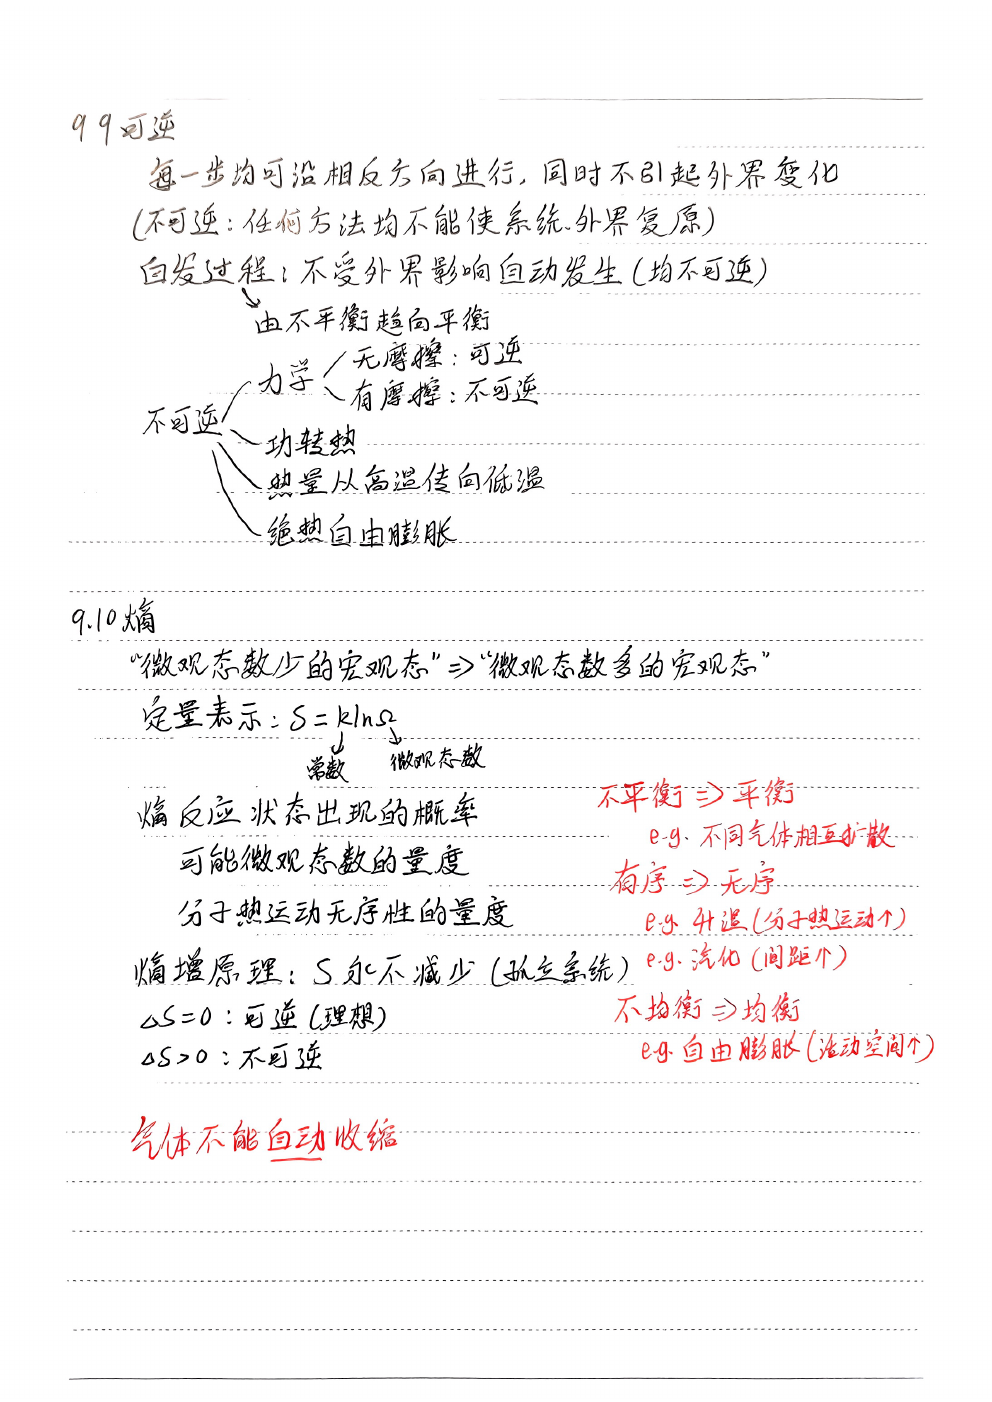 9 9 可逆
每一步均可沿相反方向进行, 同时不引起外界变化
(不可逆: 任何方法均不能使系统、外界复原)
自发过程: 不受外界影响自动发生 (均不可逆)
由不平衡趋向平衡
力学
无摩擦: 可逆
有摩擦: 不可逆
不可逆
功转热
热量从高温传向低温
绝热自由膨胀
9.10 熵
"微观态数少的宏观态" => "微观态数多的宏观态"
定量表示: S = klnΩ
常数 微观态数
熵反应状态出现的概率
可能微观态数的量度
分子热运动无序性的量度
熵增原理: S永不减少 (孤立系统)
△S=0: 可逆 (理想)
△S>0: 不可逆
不平衡 => 平衡
e.g. 不同气体相互扩散
有序 => 无序
e.g. 升温 (分子热运动↑)
e.g. 汽化 (间距↑)
不均衡 => 均衡
e.g. 自由膨胀 (活动空间↑)
气体不能自动收缩